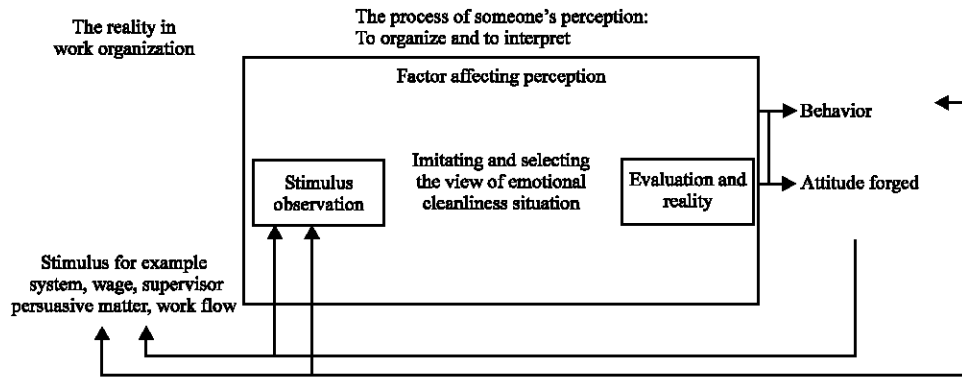 The reality in
work organization
The process of someone's perception:
To organize and to interpret
Factor affecting perception
Stimulus
observation
Imitating and selecting
the view of emotional
cleanliness situation
Evaluation and
reality
Behavior
Attitude forged
Stimulus for example
system, wage, supervisor
persuasive matter, work flow